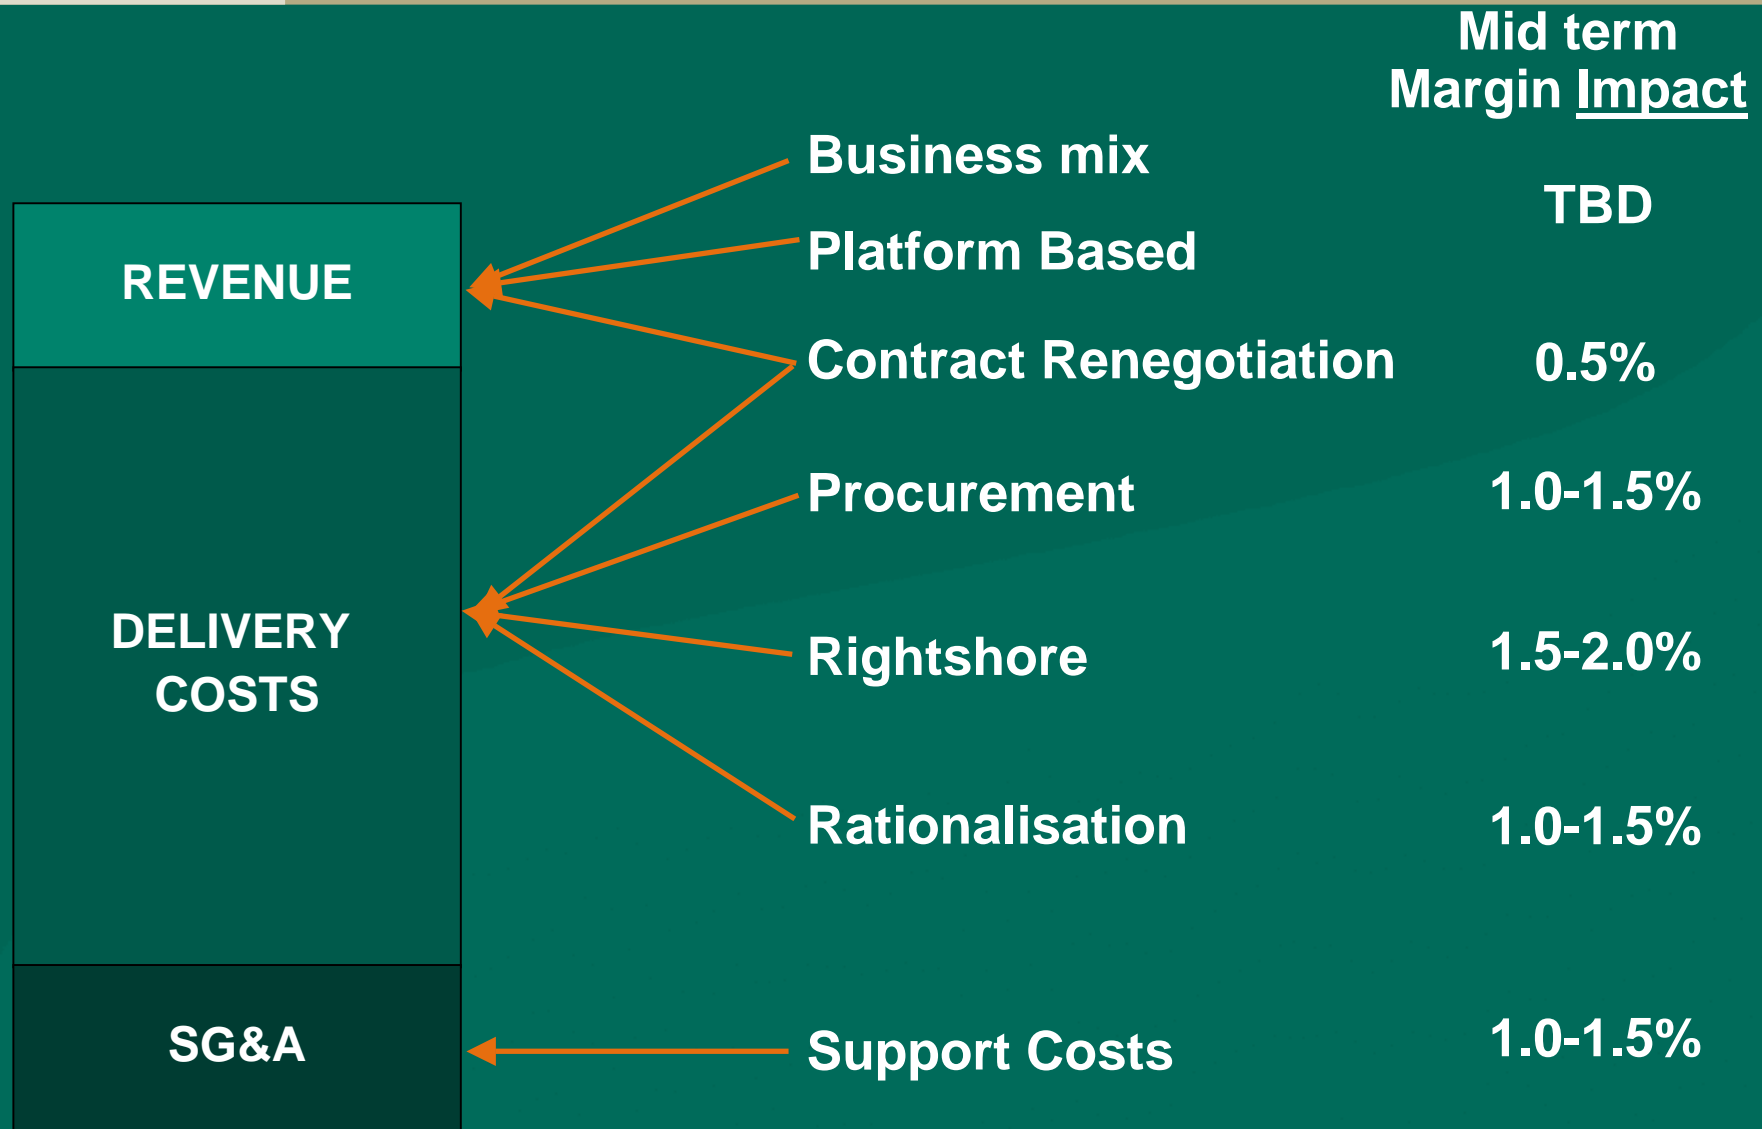 Mid term
Margin Impact
Business mix
TBD
Platform Based
REVENUE
Contract Renegotiation
0.5%
Procurement
1.0-1.5%
DELIVERY
COSTS
Rightshore
1.5-2.0%
Rationalisation
1.0-1.5%
SG&A
Support Costs
1.0-1.5%